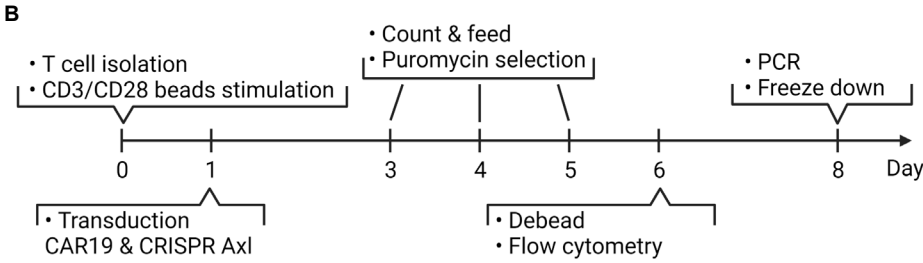 B
• Count & feed
• Puromycin selection
• T cell isolation
• CD3/CD28 beads stimulation
• PCR
• Freeze down
0 1 3 4 5 6 8 Day
• Transduction
CAR19 & CRISPR Axl
• Debead
• Flow cytometry